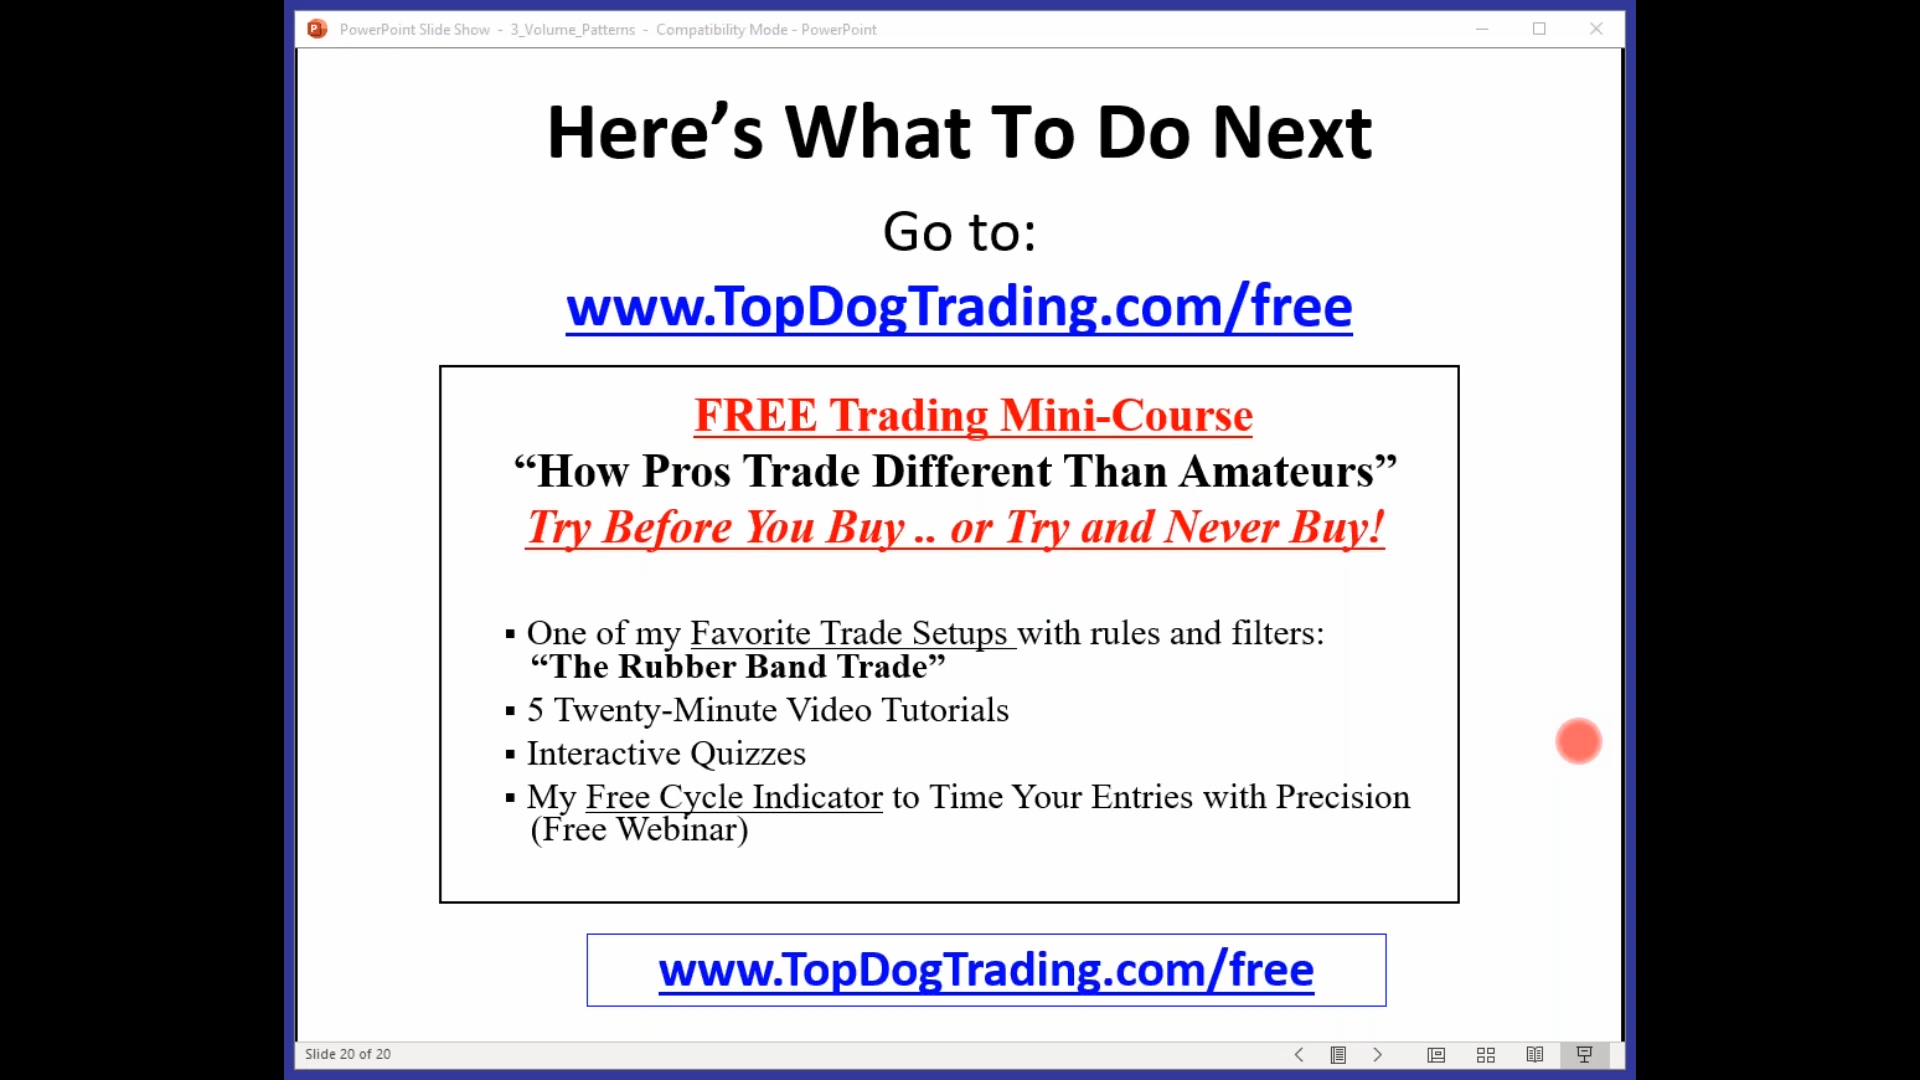 PowerPoint Slide Show - 3_Volume_Patterns - Compatibility Mode - PowerPoint
Here’s What To Do Next
Go to:
www.TopDogTrading.com/free
FREE Trading Mini-Course
“How Pros Trade Different Than Amateurs”
Try Before You Buy .. or Try and Never Buy!
▪ One of my Favorite Trade Setups with rules and filters:
“The Rubber Band Trade”
▪ 5 Twenty-Minute Video Tutorials
▪ Interactive Quizzes
▪ My Free Cycle Indicator to Time Your Entries with Precision
(Free Webinar)
www.TopDogTrading.com/free
Slide 20 of 20